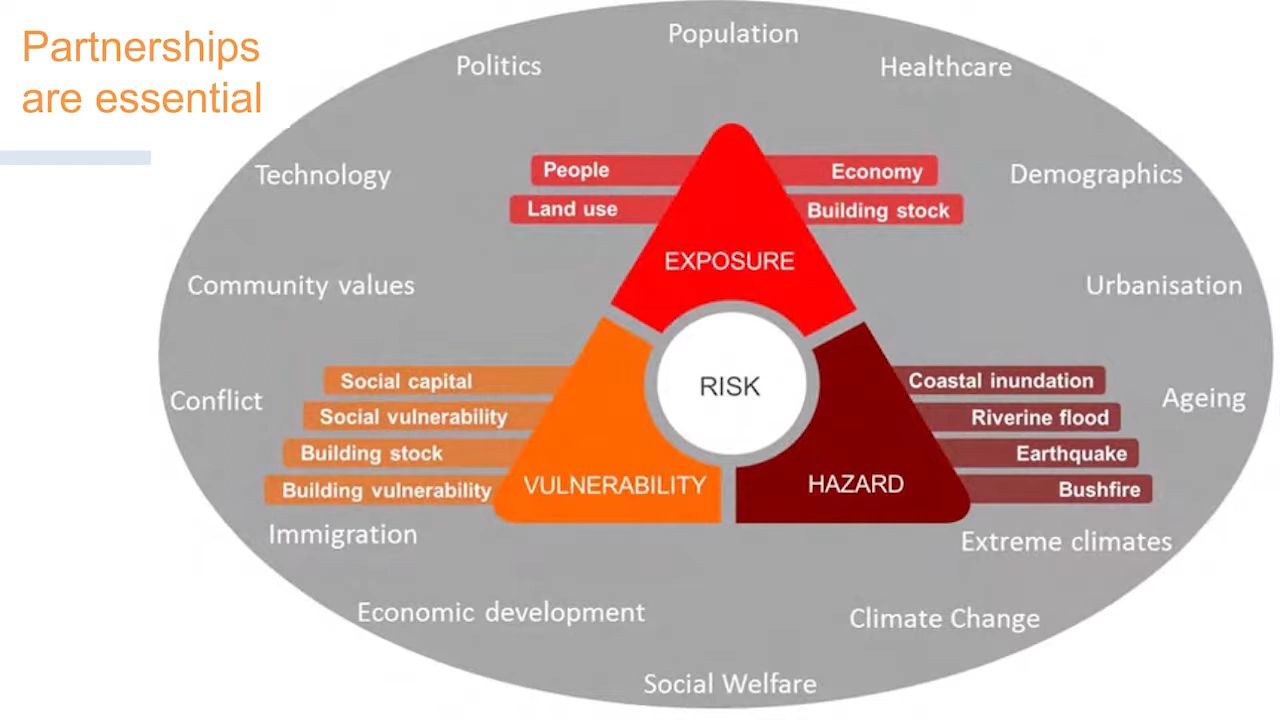 Partnerships
are essential
Population
Politics
Healthcare
Technology
People
Economy
Demographics
Land use
Building stock
EXPOSURE
Community values
Urbanisation
RISK
Social capital
Coastal inundation
Conflict
Ageing
Social vulnerability
Riverine flood
Building stock
Earthquake
Building vulnerability
VULNERABILITY
HAZARD
Bushfire
Immigration
Extreme climates
Economic development
Climate Change
Social Welfare